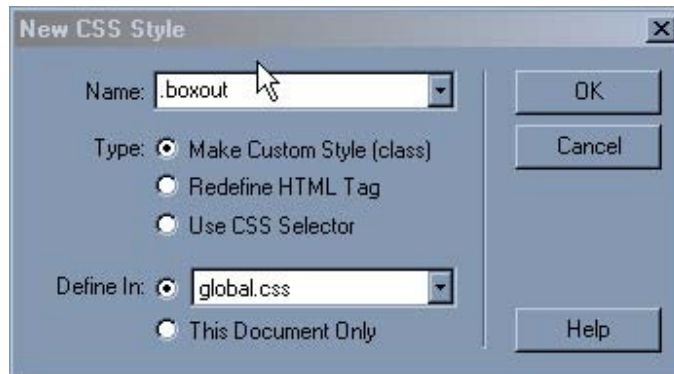 New CSS Style
Name: .boxout
OK
Type: Make Custom Style (class)
Cancel
Redefine HTML Tag
Use CSS Selector
Define In: global.css
This Document Only
Help